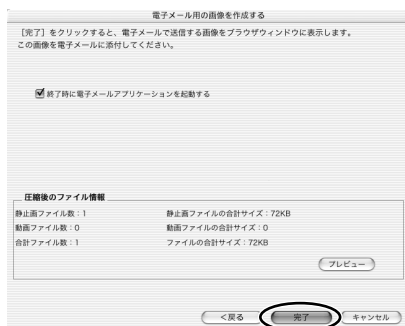 電子メール用の画像を作成する
[完了] をクリックすると、電子メールで送信する画像をブラウザウィンドウに表示します。
この画像を電子メールに添付してください。
終了時に電子メールアプリケーションを起動する
圧縮後のファイル情報
静止画ファイル数：1 静止画ファイルの合計サイズ：72KB
動画ファイル数：0 動画ファイルの合計サイズ：0
合計ファイル数：1 ファイルの合計サイズ：72KB
プレビュー
<戻る 完了 キャンセル